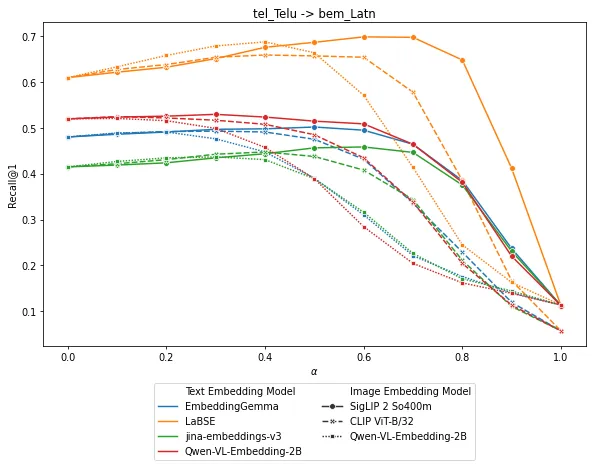 tel_Telu -> bem_Latn
Recall@1
0.7
0.6
0.5
0.4
0.3
0.2
0.1
0.0 0.2 0.4 0.6 0.8 1.0
α
Text Embedding Model
EmbeddingGemma
LaBSE
jina-embeddings-v3
Qwen-VL-Embedding-2B
Image Embedding Model
SigLIP 2 So400m
CLIP ViT-B/32
Qwen-VL-Embedding-2B